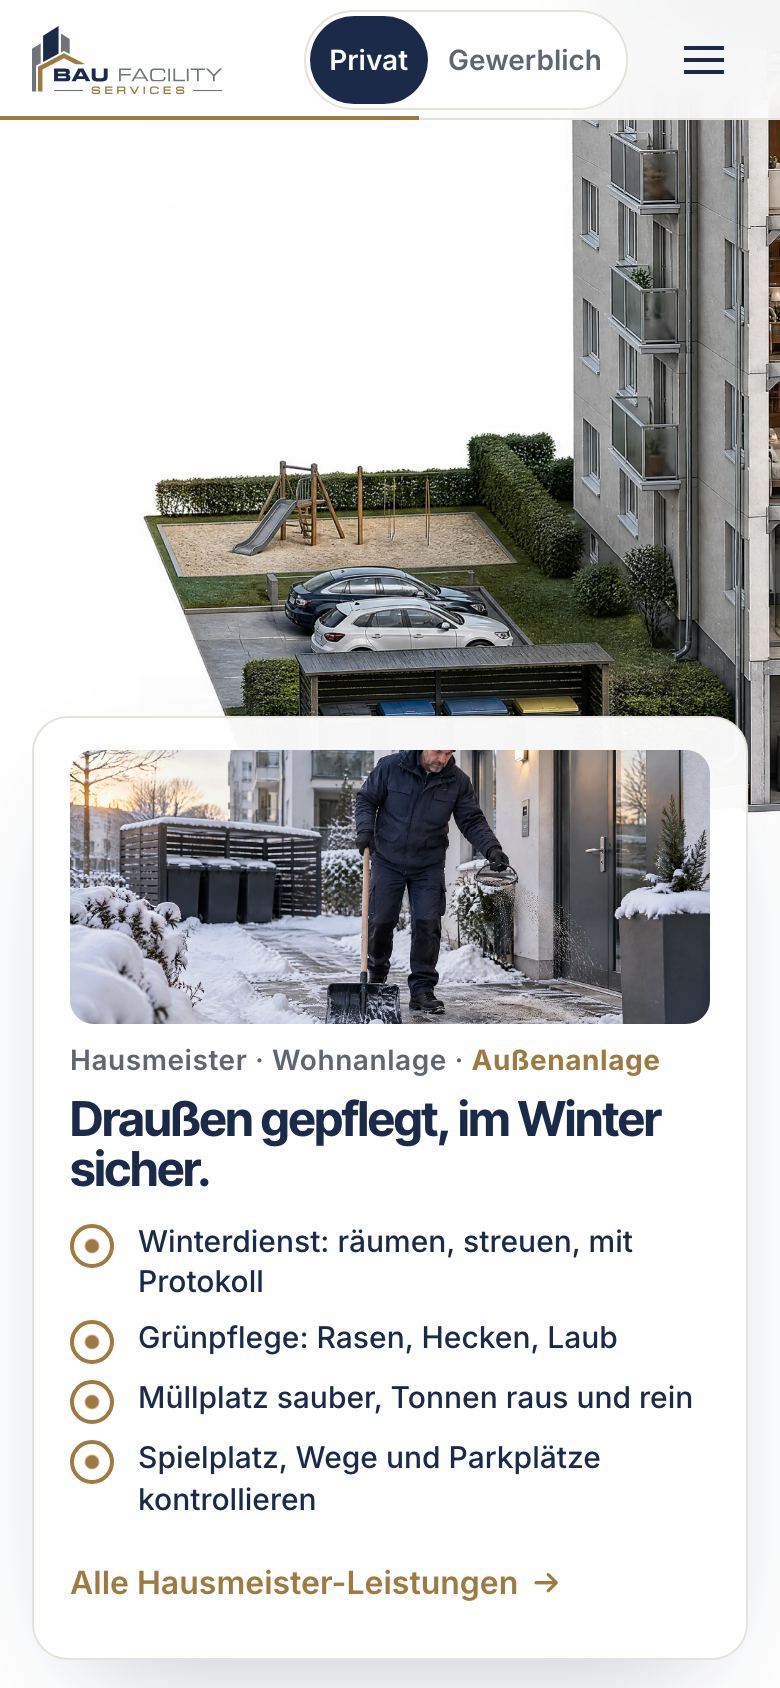 BAU FACILITY
SERVICES
Privat
Gewerblich
Hausmeister · Wohnanlage · Außenanlage
Draußen gepflegt, im Winter
sicher.
Winterdienst: räumen, streuen, mit
Protokoll
Grünpflege: Rasen, Hecken, Laub
Müllplatz sauber, Tonnen raus und rein
Spielplatz, Wege und Parkplätze
kontrollieren
Alle Hausmeister-Leistungen →